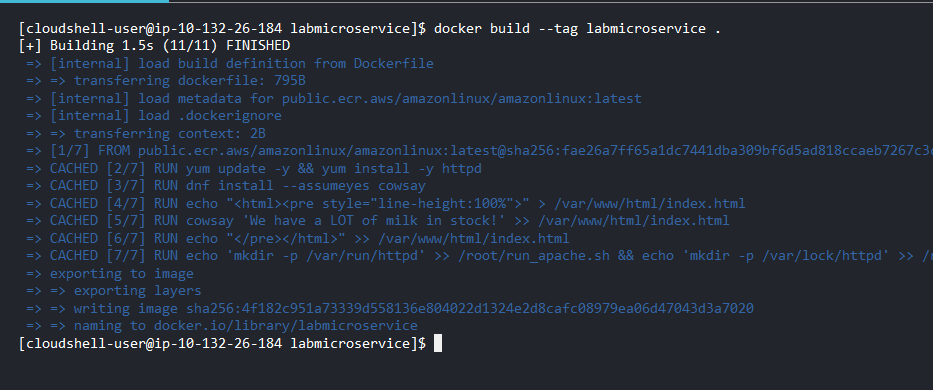 [cloudshell-user@ip-10-132-26-184 labmicroservice]$ docker build --tag labmicroservice .
[+] Building 1.5s (11/11) FINISHED
=> [internal] load build definition from Dockerfile
=> => transferring dockerfile: 795B
=> [internal] load metadata for public.ecr.aws/amazonlinux/amazonlinux:latest
=> [internal] load .dockerignore
=> => transferring context: 2B
=> [1/7] FROM public.ecr.aws/amazonlinux/amazonlinux:latest@sha256:fae26a7ff65a1dc7441dba309bf6d5ad818ccaeb7267c3
=> CACHED [2/7] RUN yum update -y && yum install -y httpd
=> CACHED [3/7] RUN dnf install --assumeyes cowsay
=> CACHED [4/7] RUN echo "<html><pre style="line-height:100%">" > /var/www/html/index.html
=> CACHED [5/7] RUN cowsay 'We have a LOT of milk in stock!' >> /var/www/html/index.html
=> CACHED [6/7] RUN echo "</pre></html>" >> /var/www/html/index.html
=> CACHED [7/7] RUN echo 'mkdir -p /var/run/httpd' >> /root/run_apache.sh && echo 'mkdir -p /var/lock/httpd' >> /
=> exporting to image
=> => exporting layers
=> => writing image sha256:4f182c951a73339d558136e804022d1324e2d8cafc08979ea06d47043d3a7020
=> => naming to docker.io/library/labmicroservice
[cloudshell-user@ip-10-132-26-184 labmicroservice]$